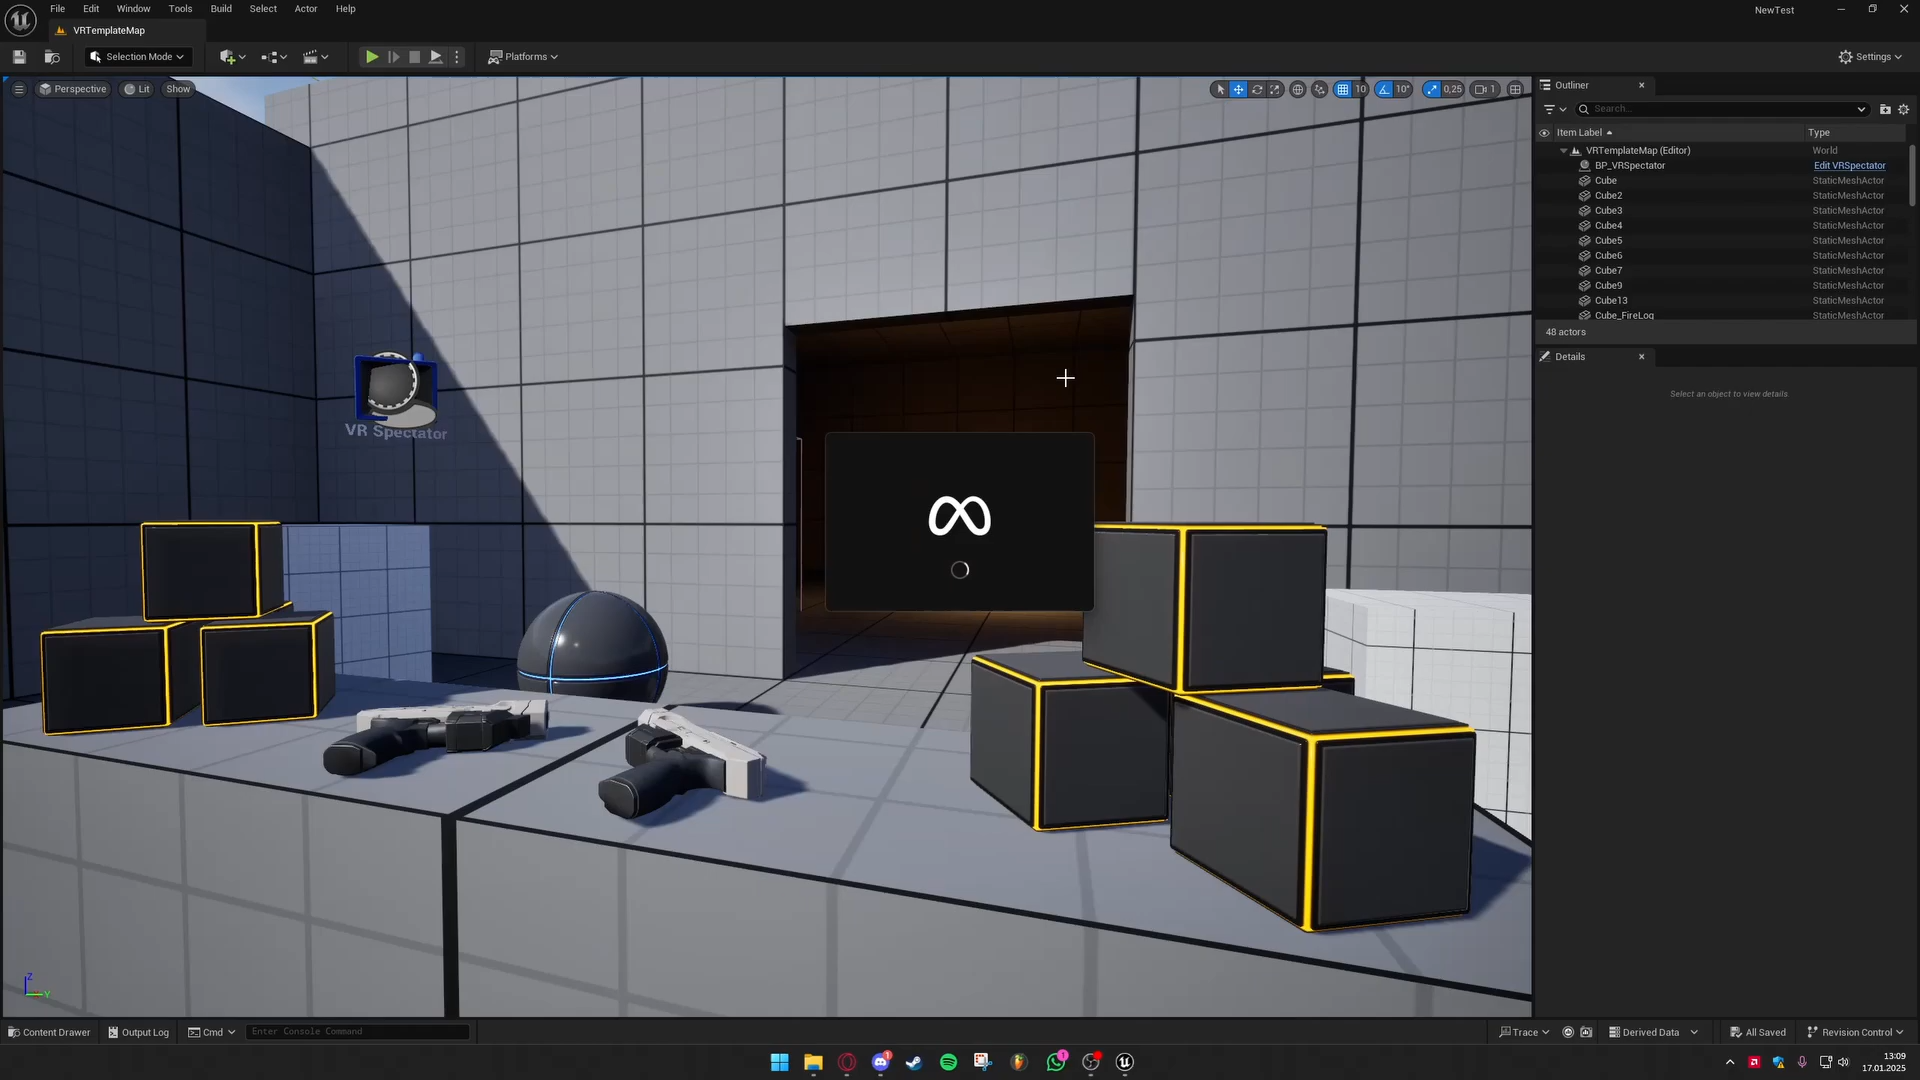 File Edit Window Tools Build Select Actor Help
NewTest
VRTemplateMap
Selection Mode
Platforms
Settings
Perspective Lit Show
10 10° 0,25 1
Outliner
Search...
Item Label Type
VRTemplateMap (Editor) World
BP_VRSpectator Edit VRSpectator
Cube StaticMeshActor
Cube2 StaticMeshActor
Cube3 StaticMeshActor
Cube4 StaticMeshActor
Cube5 StaticMeshActor
Cube6 StaticMeshActor
Cube7 StaticMeshActor
Cube9 StaticMeshActor
Cube13 StaticMeshActor
Cube_FireLog StaticMeshActor
48 actors
Details
Select an object to view details
VR Spectator
Z
Y
Content Drawer Output Log Cmd Enter Console Command
Trace Derived Data All Saved Revision Control
1
1
13:09
17.01.2025